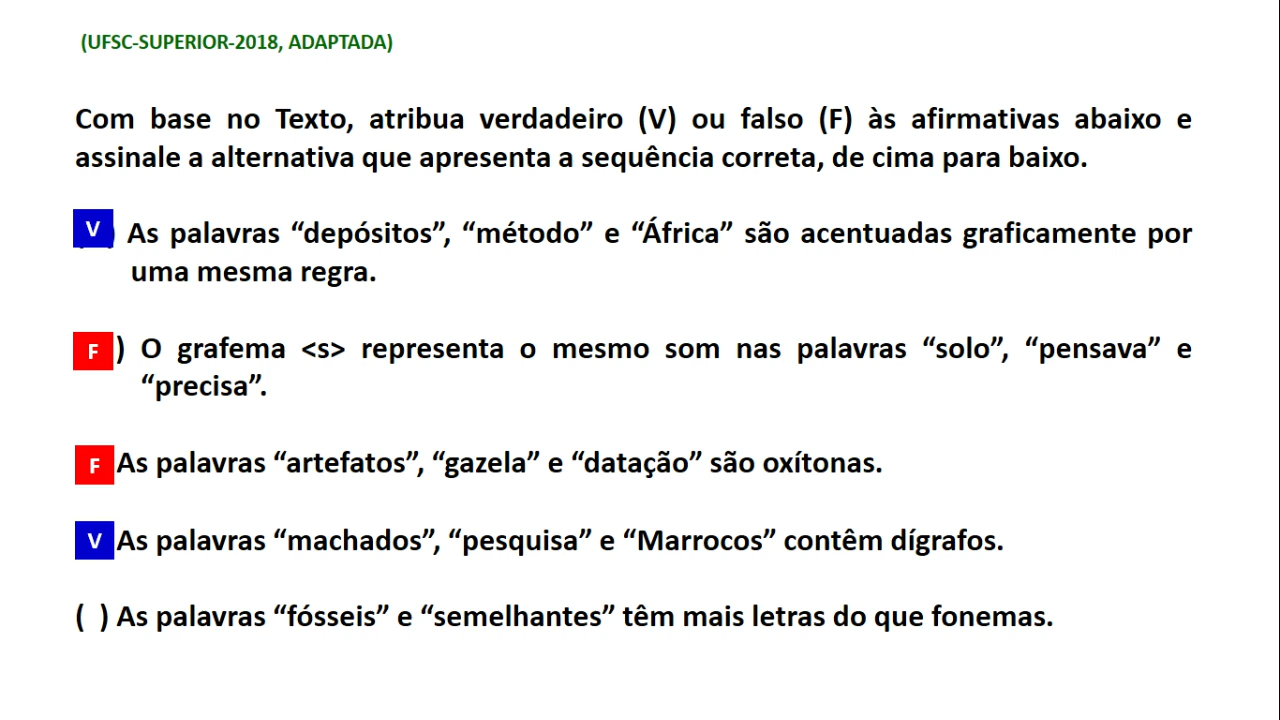 (UFSC-SUPERIOR-2018, ADAPTADA)
Com base no Texto, atribua verdadeiro (V) ou falso (F) às afirmativas abaixo e
assinale a alternativa que apresenta a sequência correta, de cima para baixo.
V ) As palavras “depósitos”, “método” e “África” são acentuadas graficamente por
uma mesma regra.
F ) O grafema <s> representa o mesmo som nas palavras “solo”, “pensava” e
“precisa”.
F As palavras “artefatos”, “gazela” e “datação” são oxítonas.
V As palavras “machados”, “pesquisa” e “Marrocos” contêm dígrafos.
( ) As palavras “fósseis” e “semelhantes” têm mais letras do que fonemas.